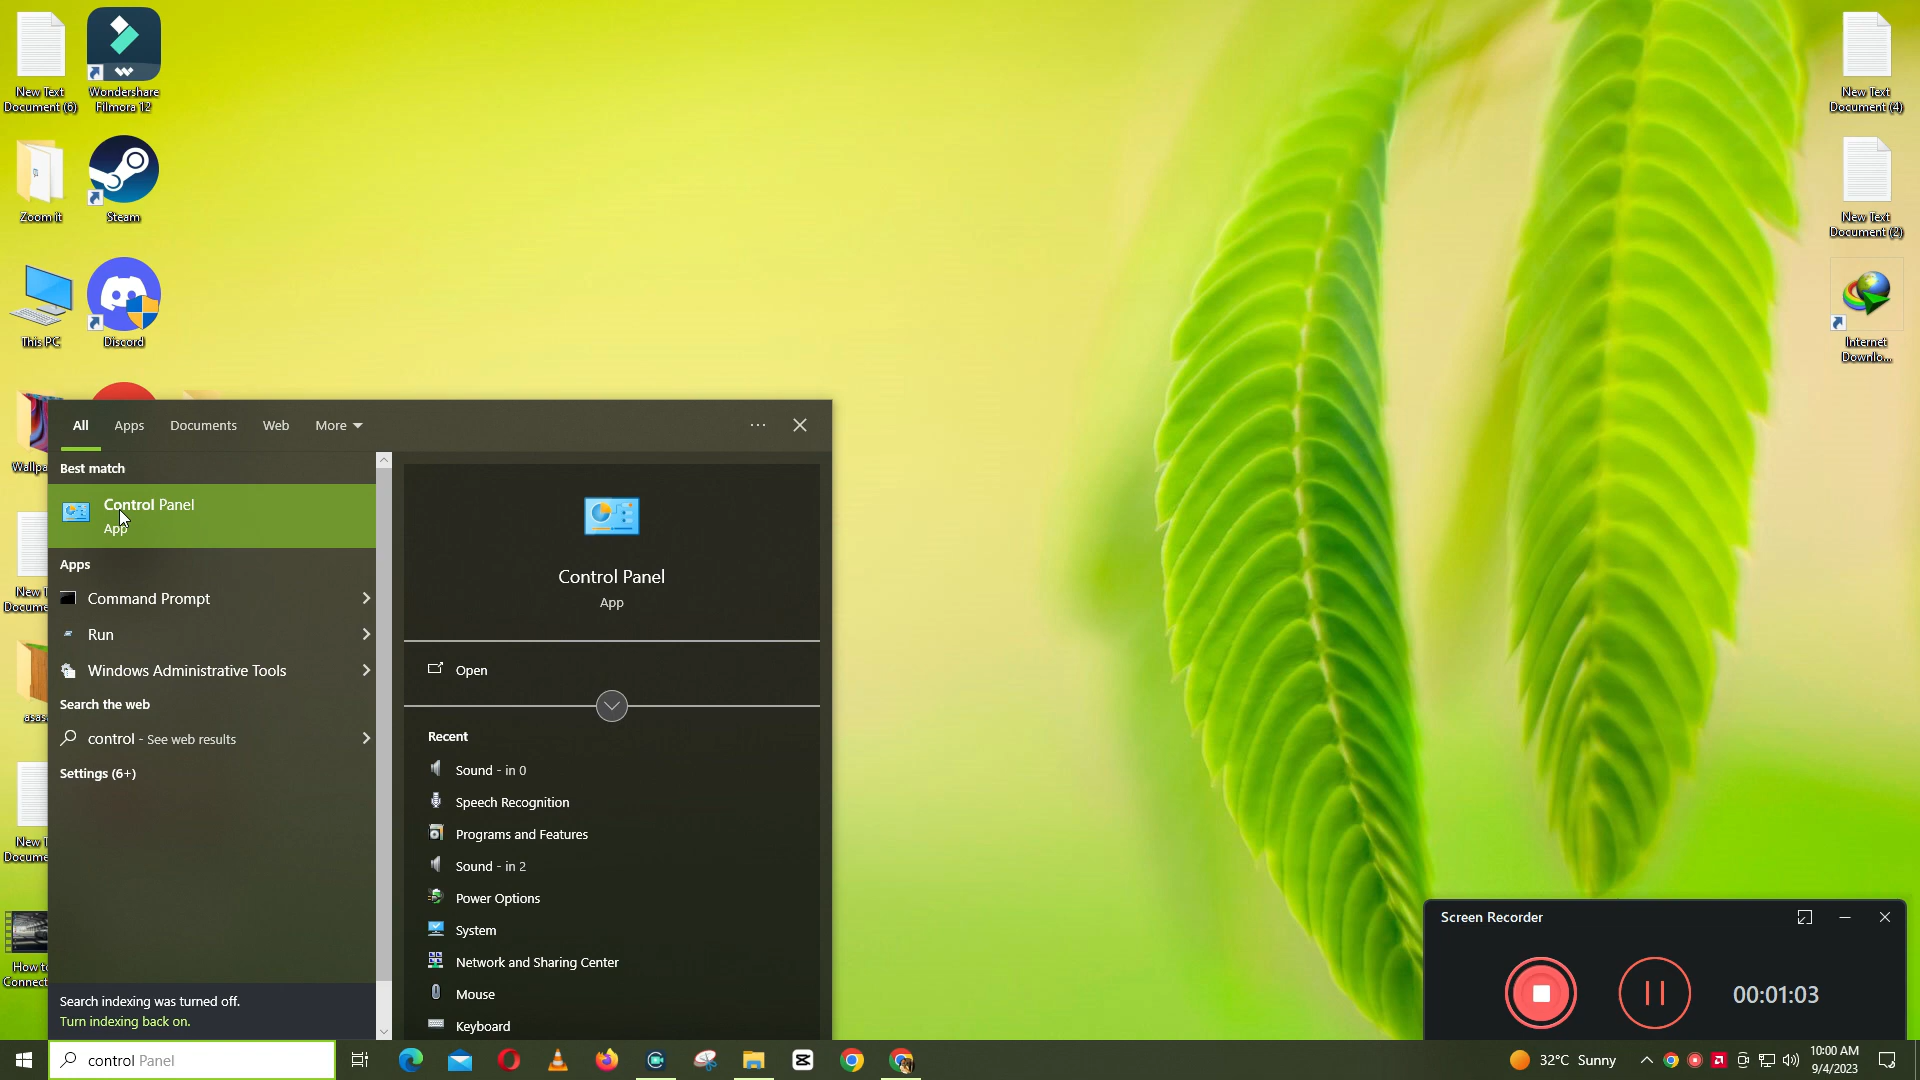 New Text
Document (6)
Wondershare
Filmora 12
Zoom it
Steam
This PC
Discord
New Text
Document (4)
New Text
Document (2)
Internet
Downlo...
Wallpa
New T
Docume
asas
New T
Docume
How to
Connect
All
Apps
Documents
Web
More
Best match
Control Panel
App
Apps
Command Prompt
Run
Windows Administrative Tools
Search the web
control - See web results
Settings (6+)
Search indexing was turned off.
Turn indexing back on.
Control Panel
App
Open
Recent
Sound - in 0
Speech Recognition
Programs and Features
Sound - in 2
Power Options
System
Network and Sharing Center
Mouse
Keyboard
Screen Recorder
00:01:03
control Panel
32°C Sunny
10:00 AM
9/4/2023